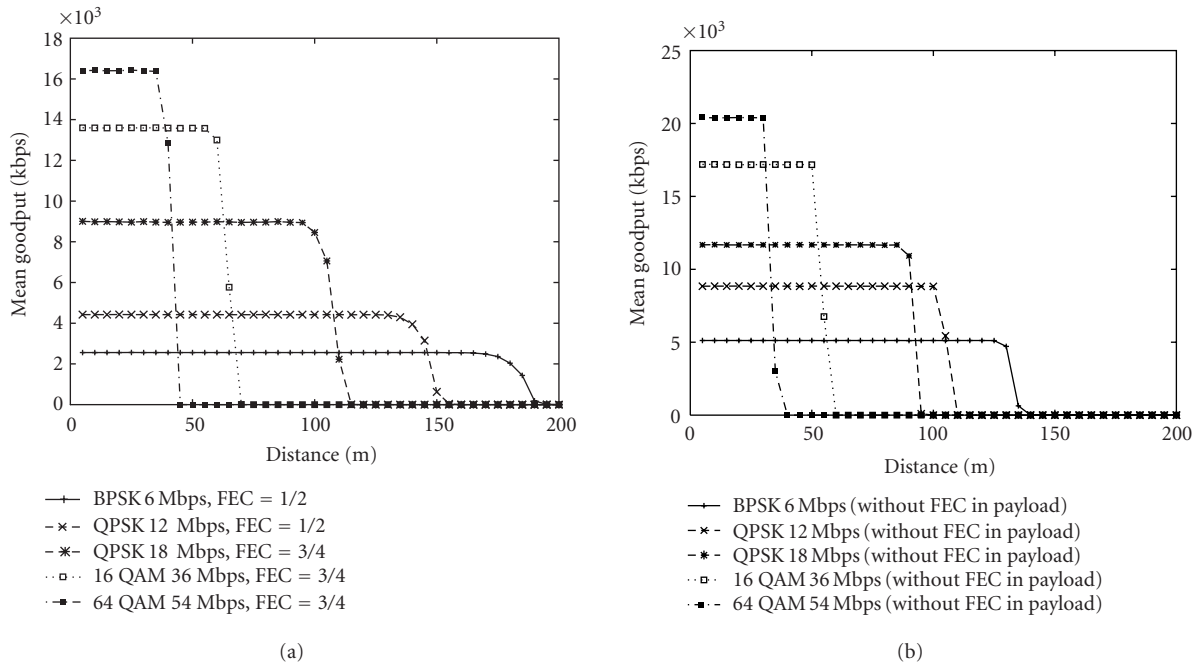 ×10³
18
16
14
12
10
8
6
4
2
0
Mean goodput (kbps)
0
50
100
150
200
Distance (m)
BPSK 6 Mbps, FEC = 1/2
QPSK 12 Mbps, FEC = 1/2
QPSK 18 Mbps, FEC = 3/4
16 QAM 36 Mbps, FEC = 3/4
64 QAM 54 Mbps, FEC = 3/4
(a)
×10³
25
20
15
10
5
0
Mean goodput (kbps)
0
50
100
150
200
Distance (m)
BPSK 6 Mbps (without FEC in payload)
QPSK 12 Mbps (without FEC in payload)
QPSK 18 Mbps (without FEC in payload)
16 QAM 36 Mbps (without FEC in payload)
64 QAM 54 Mbps (without FEC in payload)
(b)